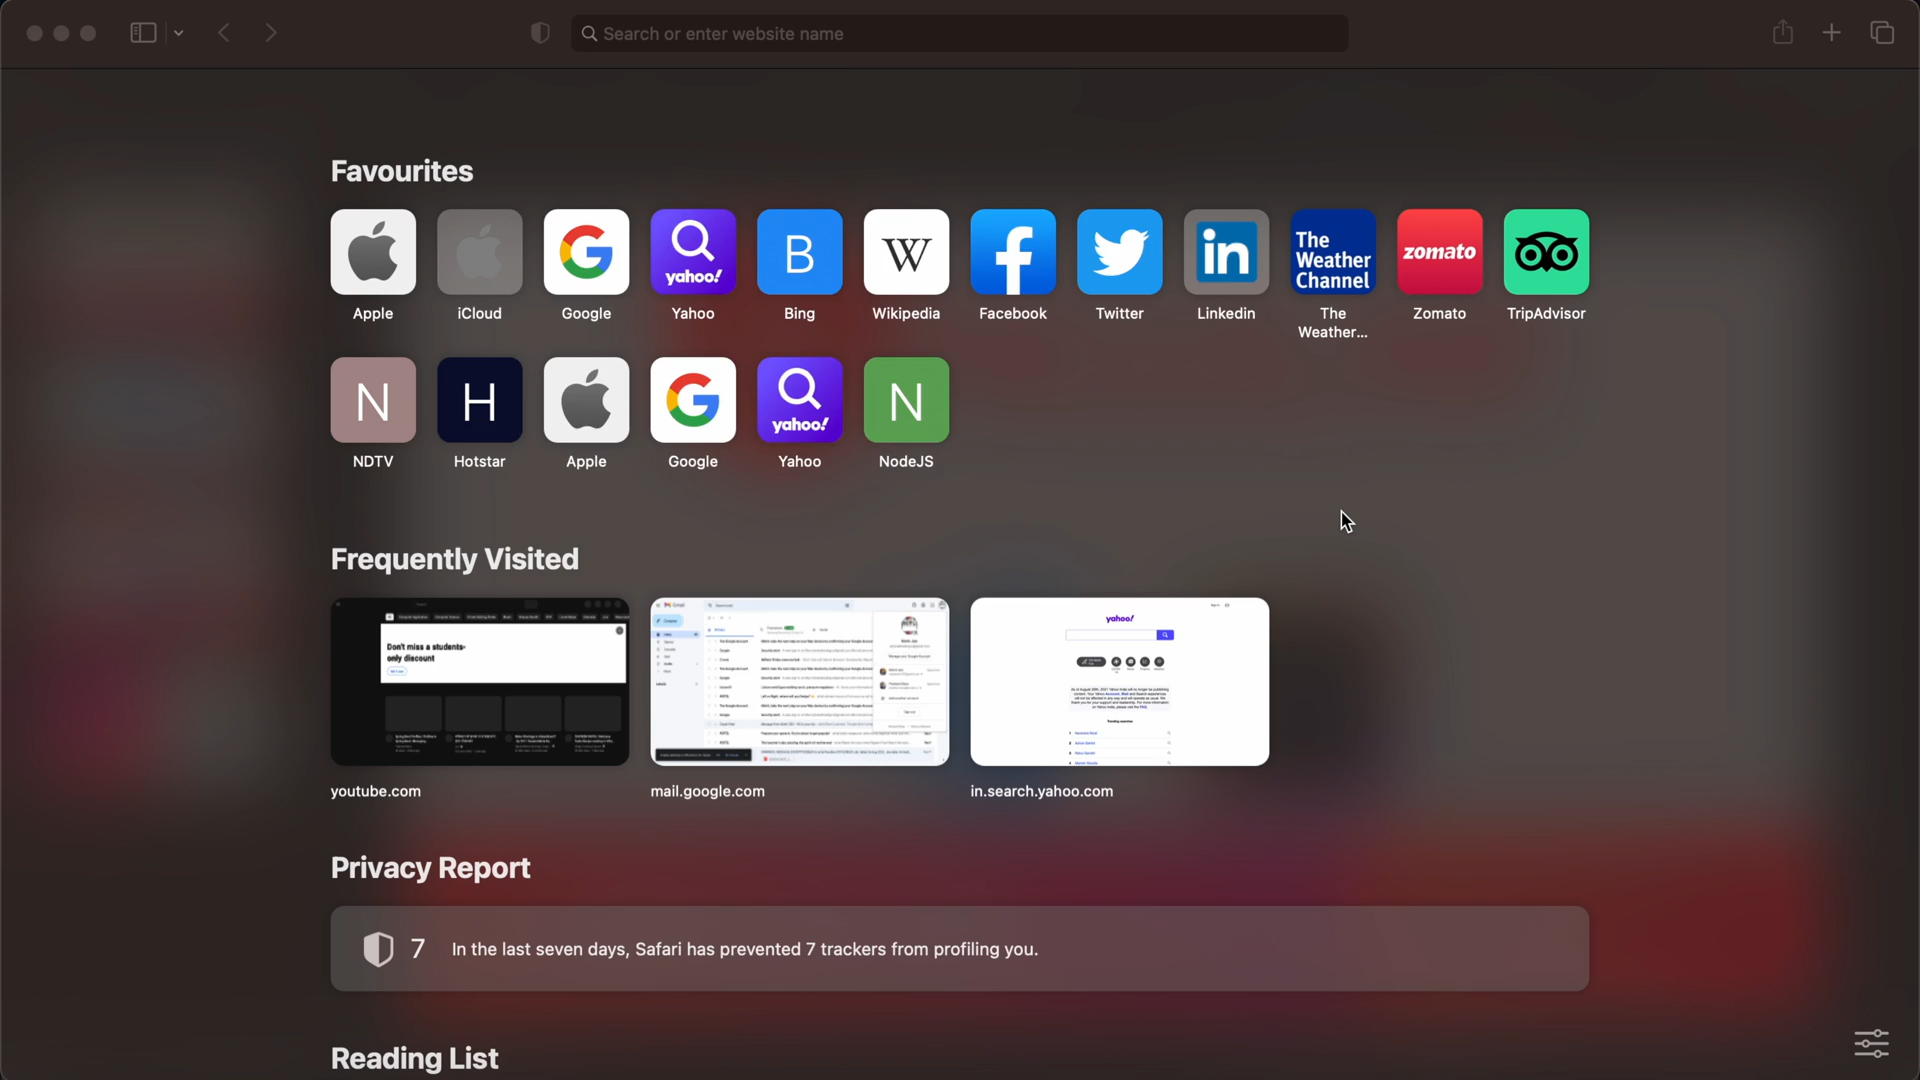 Search or enter website name
Favourites
yahoo!
B
W
in
The
Weather
Channel
zomato
Apple
iCloud
Google
Yahoo
Bing
Wikipedia
Facebook
Twitter
Linkedin
The
Weather...
Zomato
TripAdvisor
N
H
yahoo!
N
NDTV
Hotstar
Apple
Google
Yahoo
NodeJS
Frequently Visited
Don't miss a students-
only discount
Gmail
yahoo!
youtube.com
mail.google.com
in.search.yahoo.com
Privacy Report
7 In the last seven days, Safari has prevented 7 trackers from profiling you.
Reading List